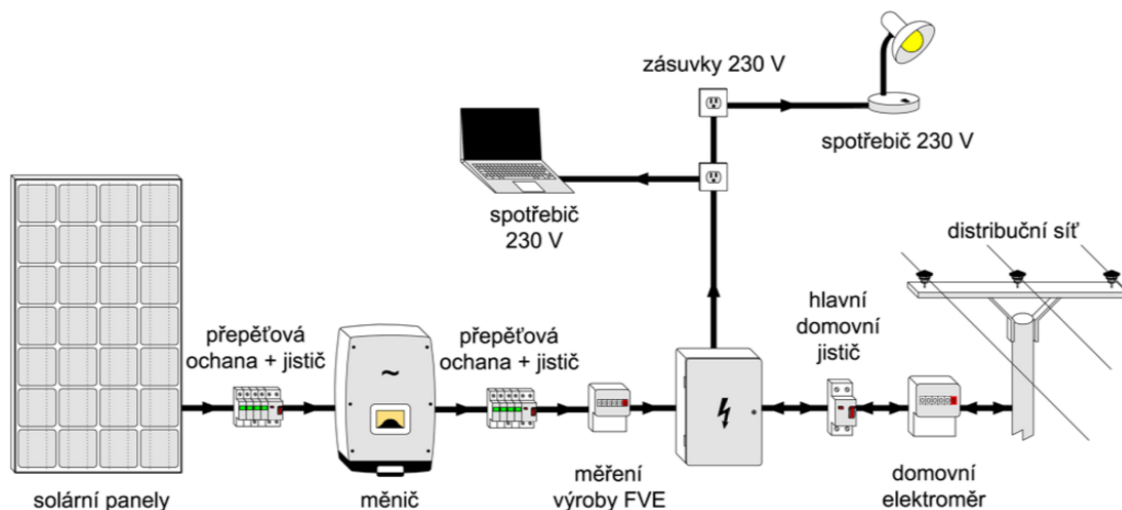 zásuvky 230 V
spotřebič 230 V
spotřebič
230 V
distribuční síť
hlavní
domovní
jistič
přepěťová
ochana + jistič
přepěťová
ochana + jistič
~
solární panely
měnič
měření
výroby FVE
domovní
elektroměr